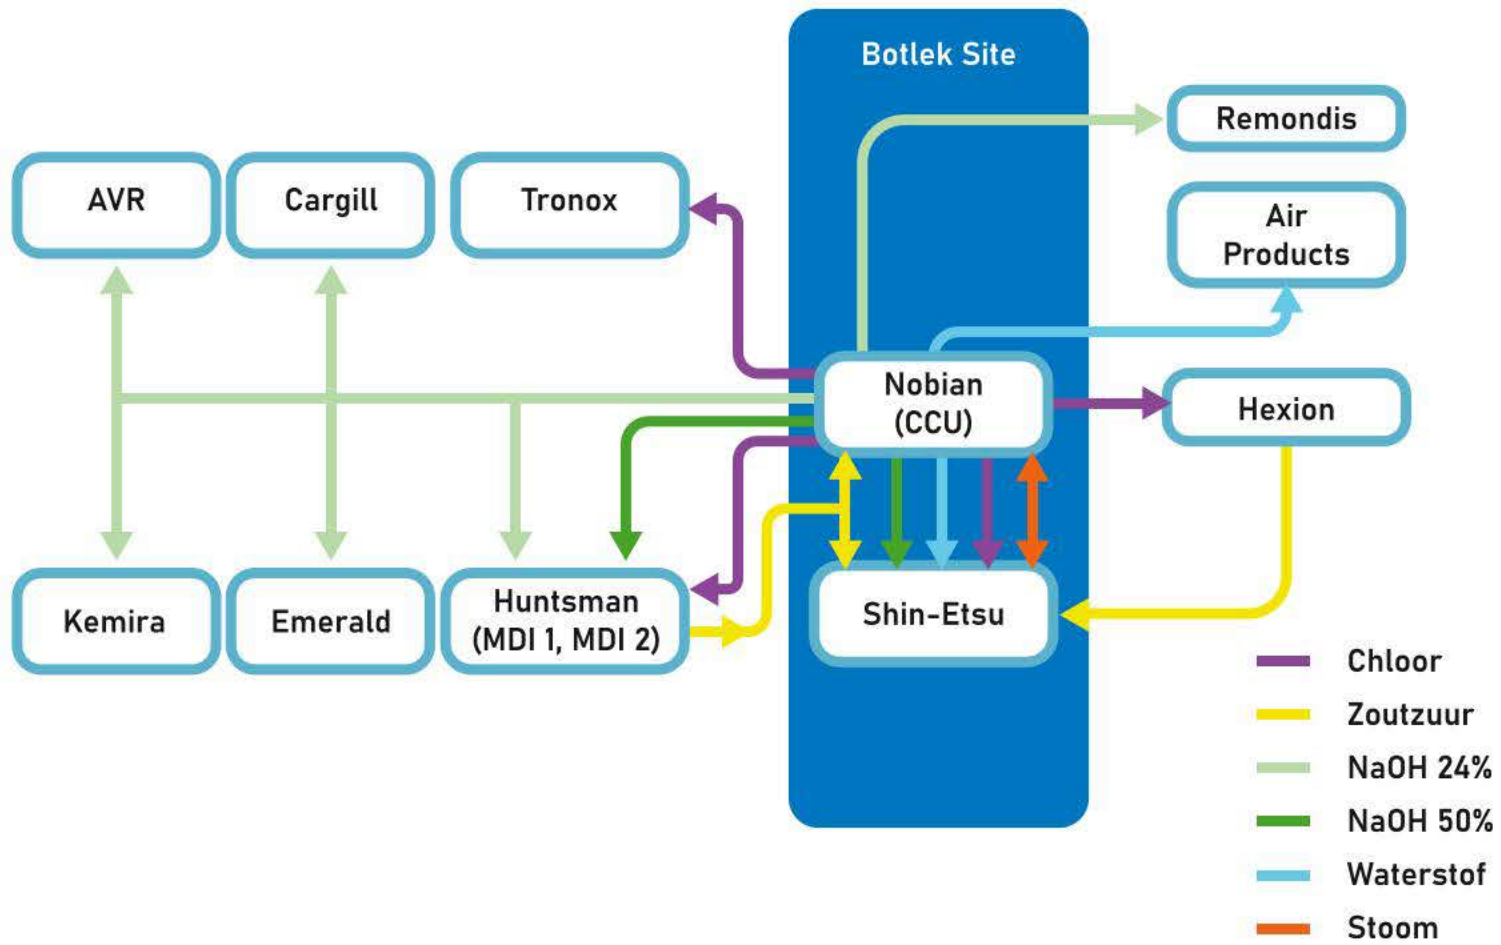 Botlek Site
Remondis
AVR
Cargill
Tronox
Air
Products
Nobian
(CCU)
Hexion
Kemira
Emerald
Huntsman
(MDI 1, MDI 2)
Shin-Etsu
Chloor
Zoutzuur
NaOH 24%
NaOH 50%
Waterstof
Stoom